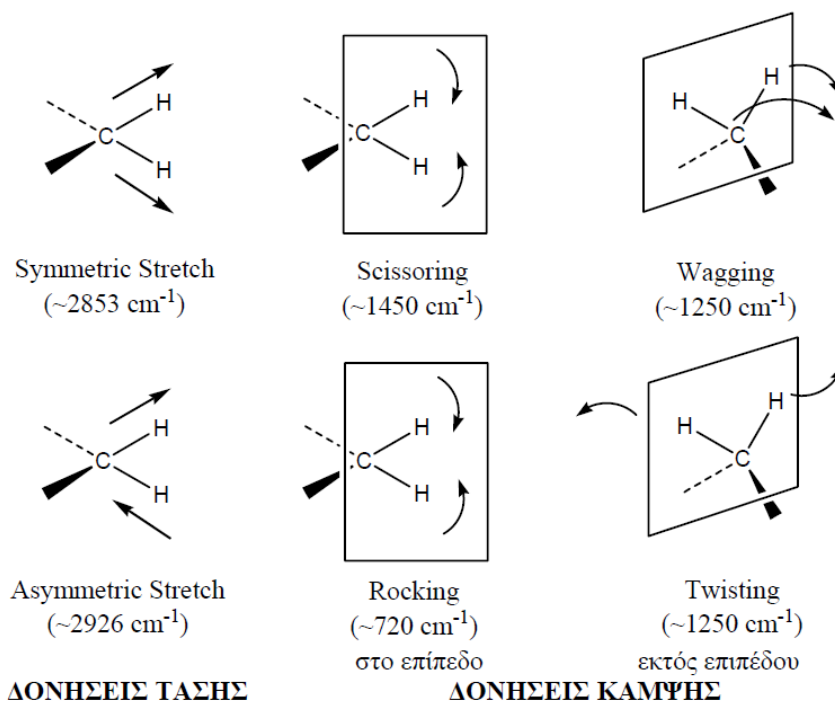 C
H
H
C
H
H
H
H
C
Symmetric Stretch
(~2853 cm-1)
Scissoring
(~1450 cm-1)
Wagging
(~1250 cm-1)
C
H
H
C
H
H
H
H
C
Asymmetric Stretch
(~2926 cm-1)
Rocking
(~720 cm-1)
στο επίπεδο
Twisting
(~1250 cm-1)
εκτός επιπέδου
ΔΟΝΗΣΕΙΣ ΤΑΣΗΣ
ΔΟΝΗΣΕΙΣ ΚΑΜΨΗΣ